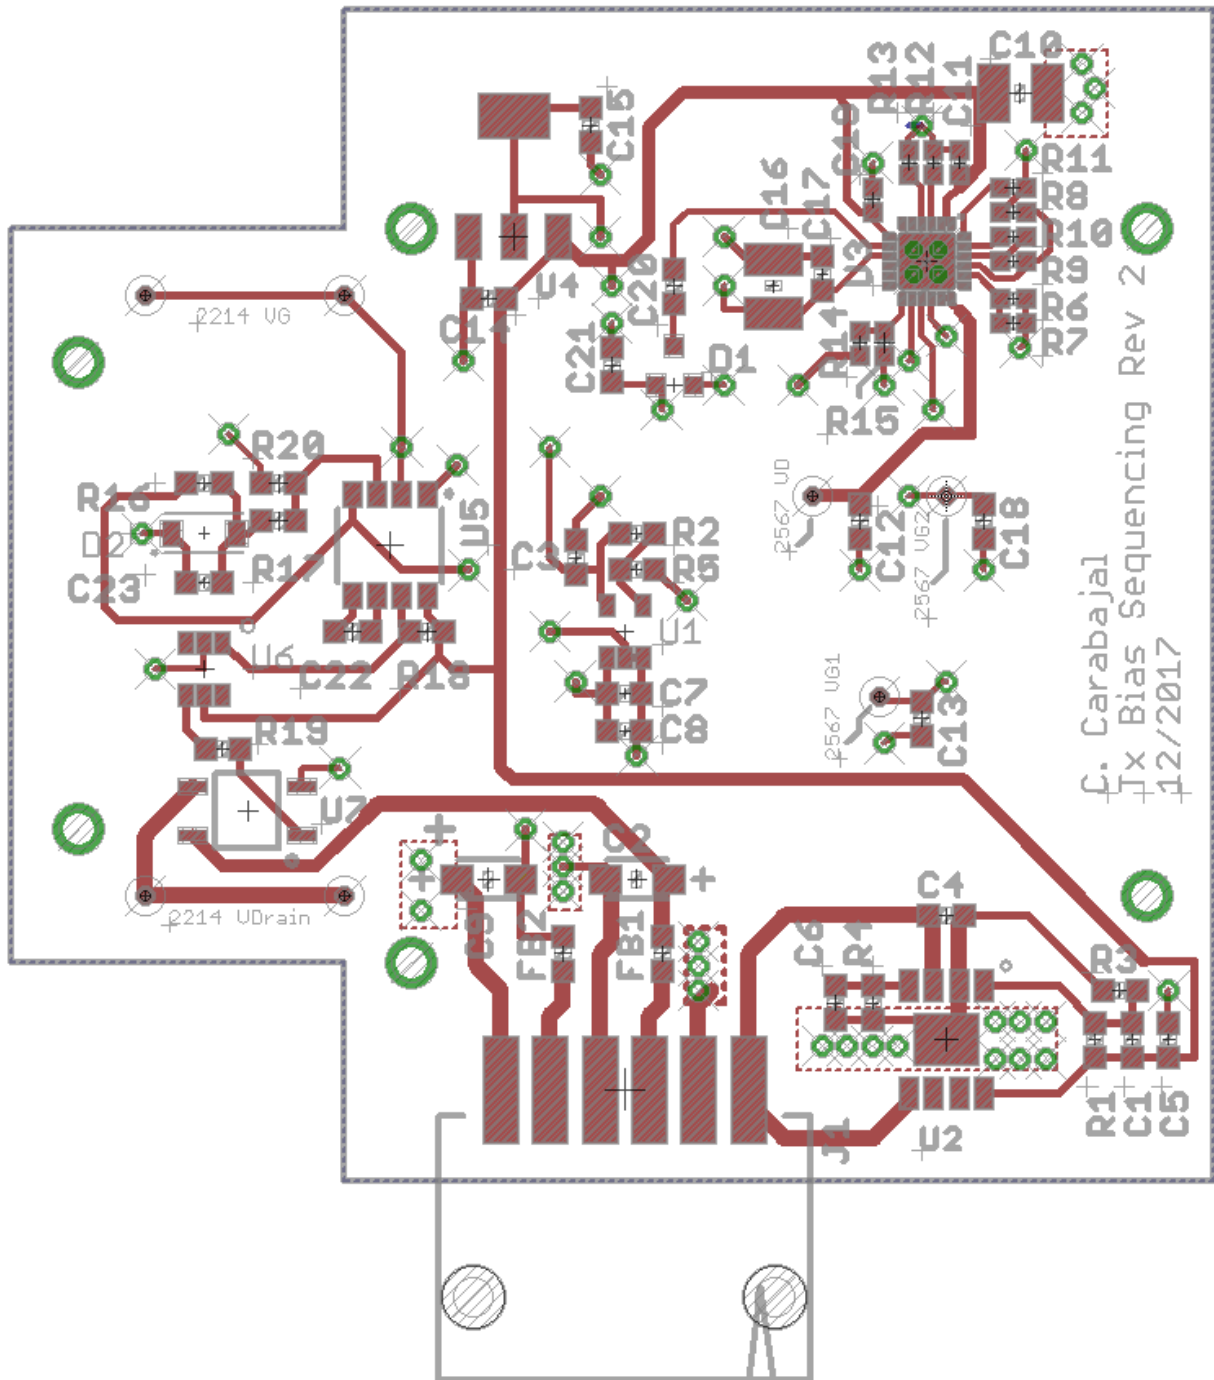 C10
R13
R12
C11
C15
C19
R11
R8
C16
C17
R10
U3
R9
U4
C20
R6
2214 VG
C14
R14
R7
C21
D1
R15
R20
R16
U5
2567 VD
D2
C3
R2
C12
2567 VG2
C18
R17
R5
C23
U1
U6
C22
R18
C7
2567 VG1
C8
C13
R19
C. Carabajal
Jx Bias Sequencing Rev 2
12/2017
U7
+
C2
+
+
C4
2214 VDrain
C9
FB2
FB1
C6
R4
R3
R1
C1
C5
U2
J1